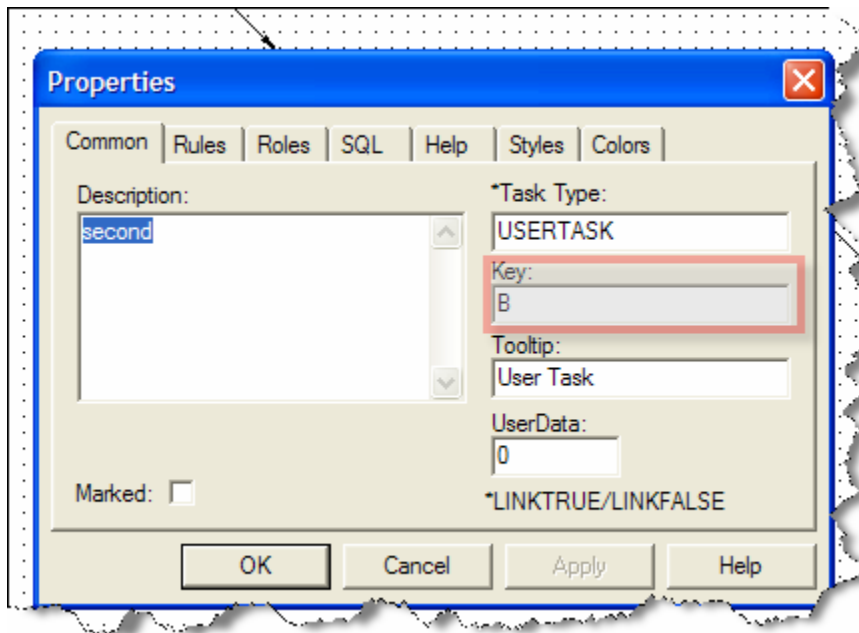 Properties
Common Rules Roles SQL Help Styles Colors
Description:
second
*Task Type:
USERTASK
Key:
B
Tooltip:
User Task
UserData:
0
Marked:
*LINKTRUE/LINKFALSE
OK Cancel Apply Help